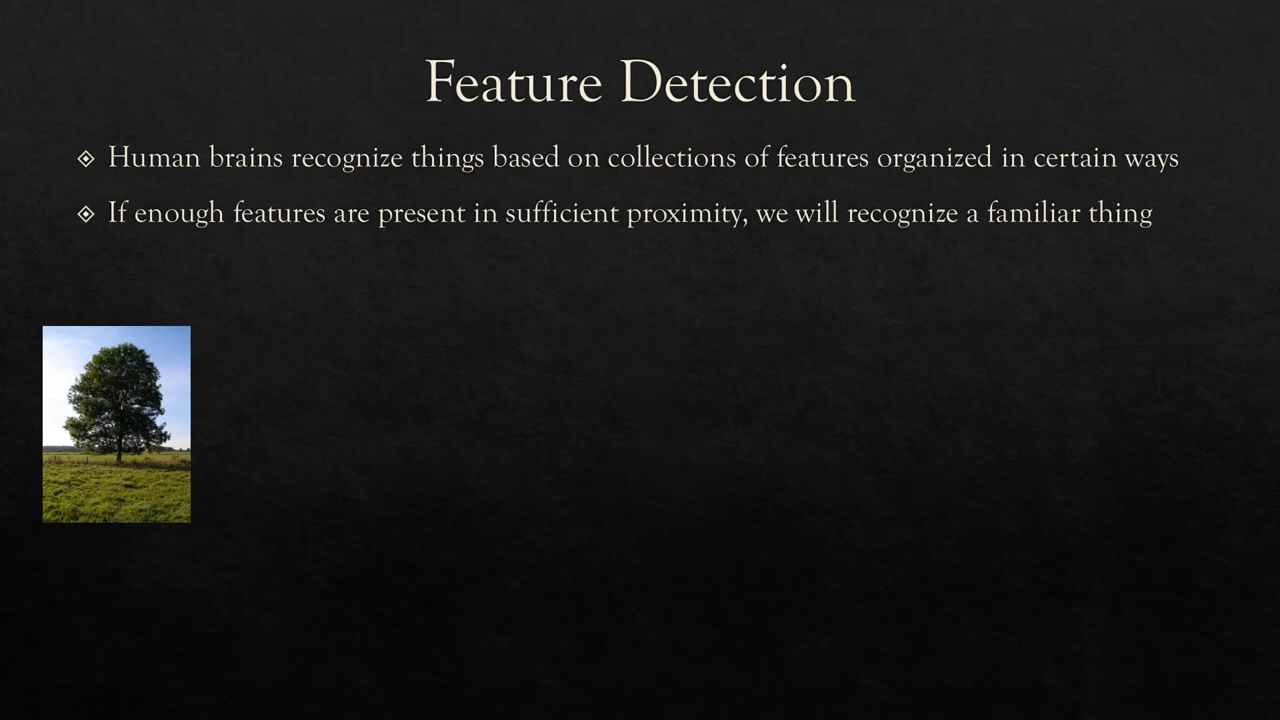 Feature Detection
Human brains recognize things based on collections of features organized in certain ways
If enough features are present in sufficient proximity, we will recognize a familiar thing